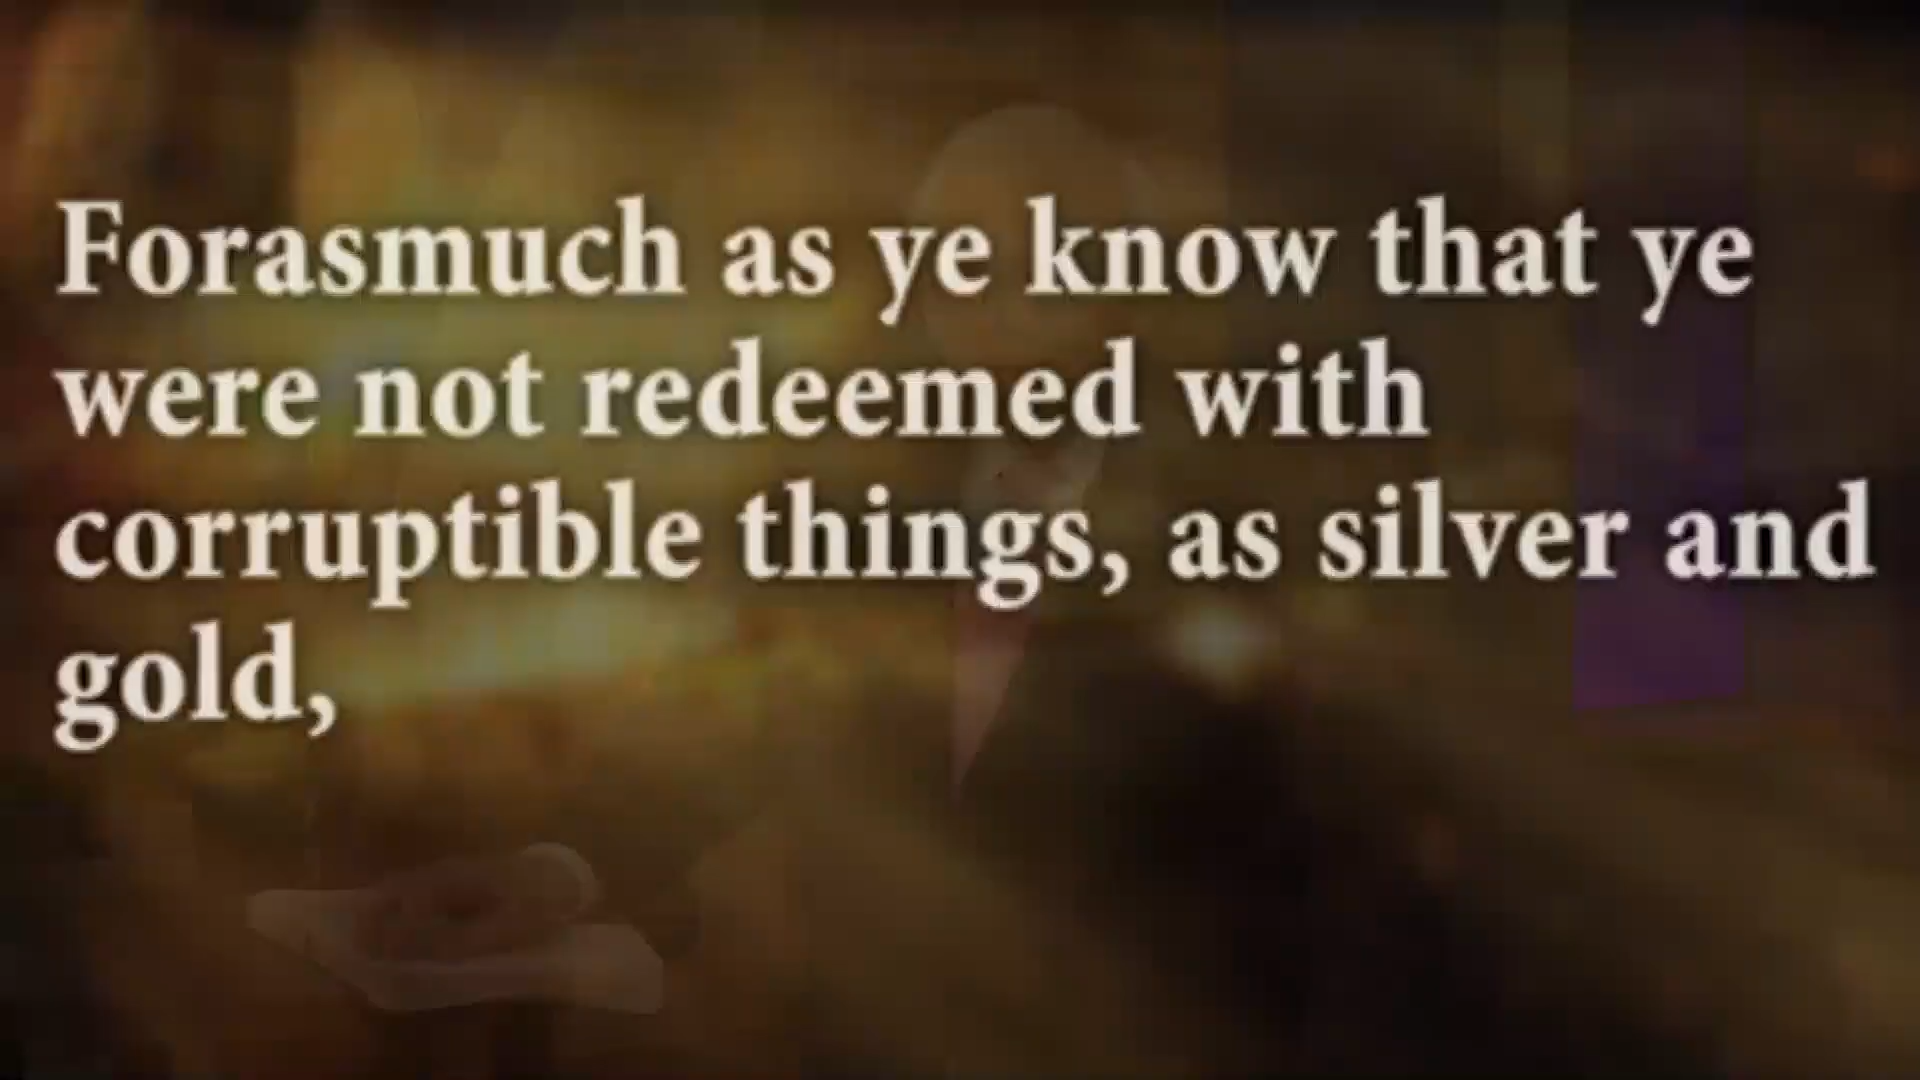 Forasmuch as ye know that ye
were not redeemed with
corruptible things, as silver and
gold,